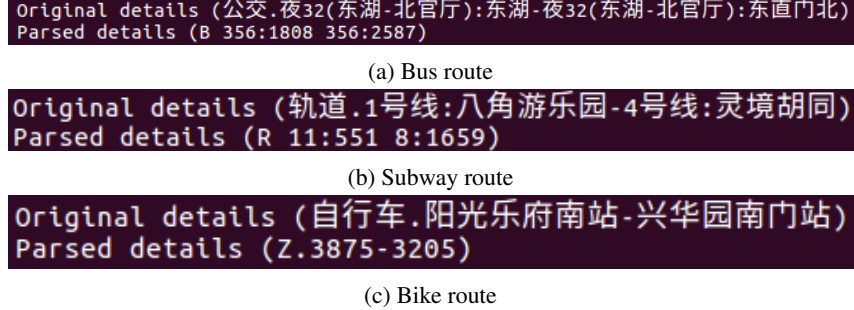 Original details (公交.夜32(东湖-北官厅):东湖-夜32(东湖-北官厅):东直门北)
Parsed details (B 356:1808 356:2587)
(a) Bus route
Original details (轨道.1号线:八角游乐园-4号线:灵境胡同)
Parsed details (R 11:551 8:1659)
(b) Subway route
Original details (自行车.阳光乐府南站-兴华园南门站)
Parsed details (Z.3875-3205)
(c) Bike route